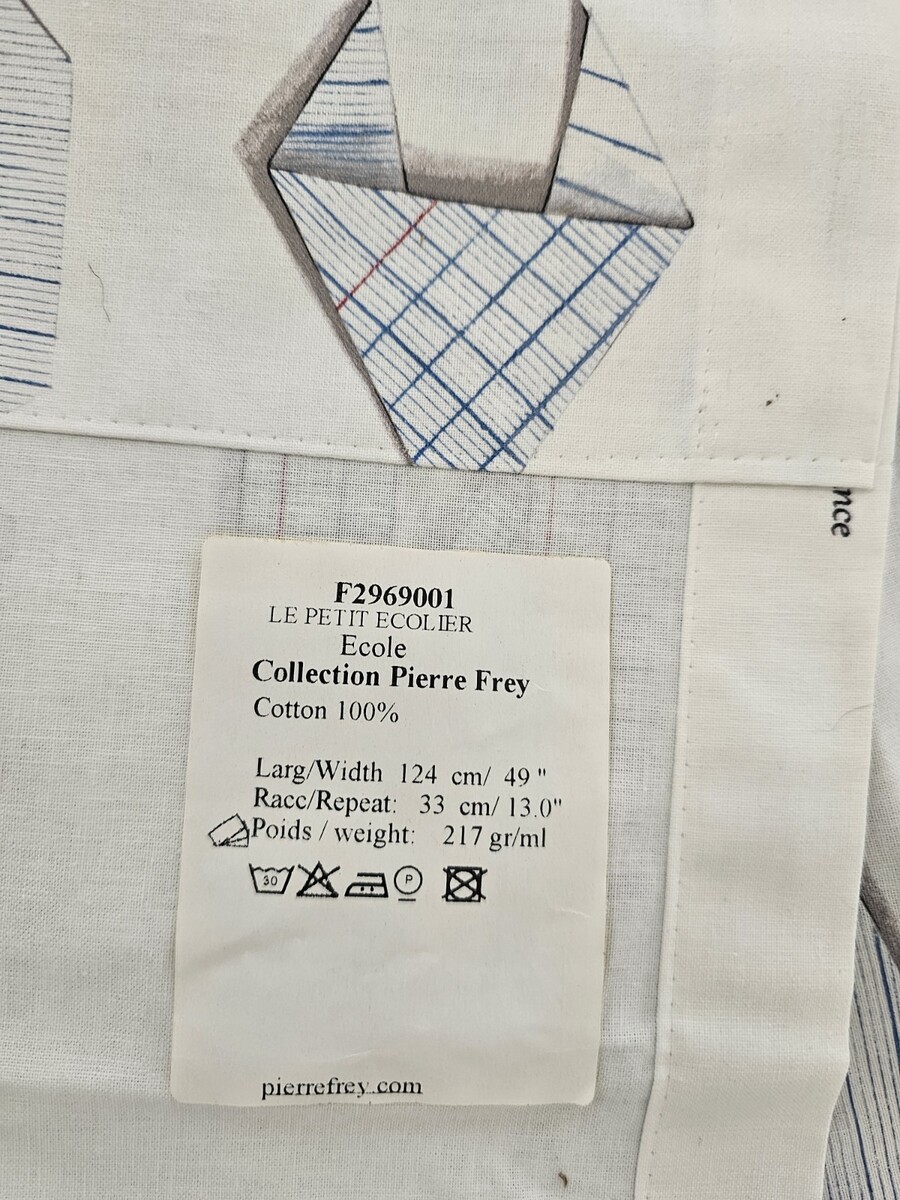 nce
F2969001
LE PETIT ECOLIER
Ecole
Collection Pierre Frey
Cotton 100%
Larg/Width 124 cm/ 49 "
Racc/Repeat: 33 cm/ 13.0"
Poids / weight: 217 gr/ml
30 P
pierrefrey.com